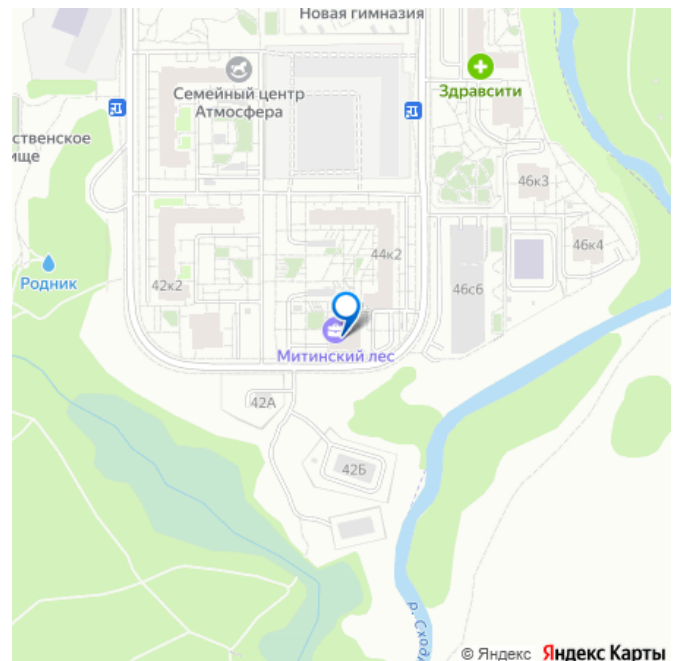 Новая гимназия
Семейный центр
Атмосфера
Здравсити
ственское
ище
46к3
Родник
42к2
44к2
46к4
46с6
Митинский лес
42А
42Б
р. Сход
© Яндекс Яндекс Карты